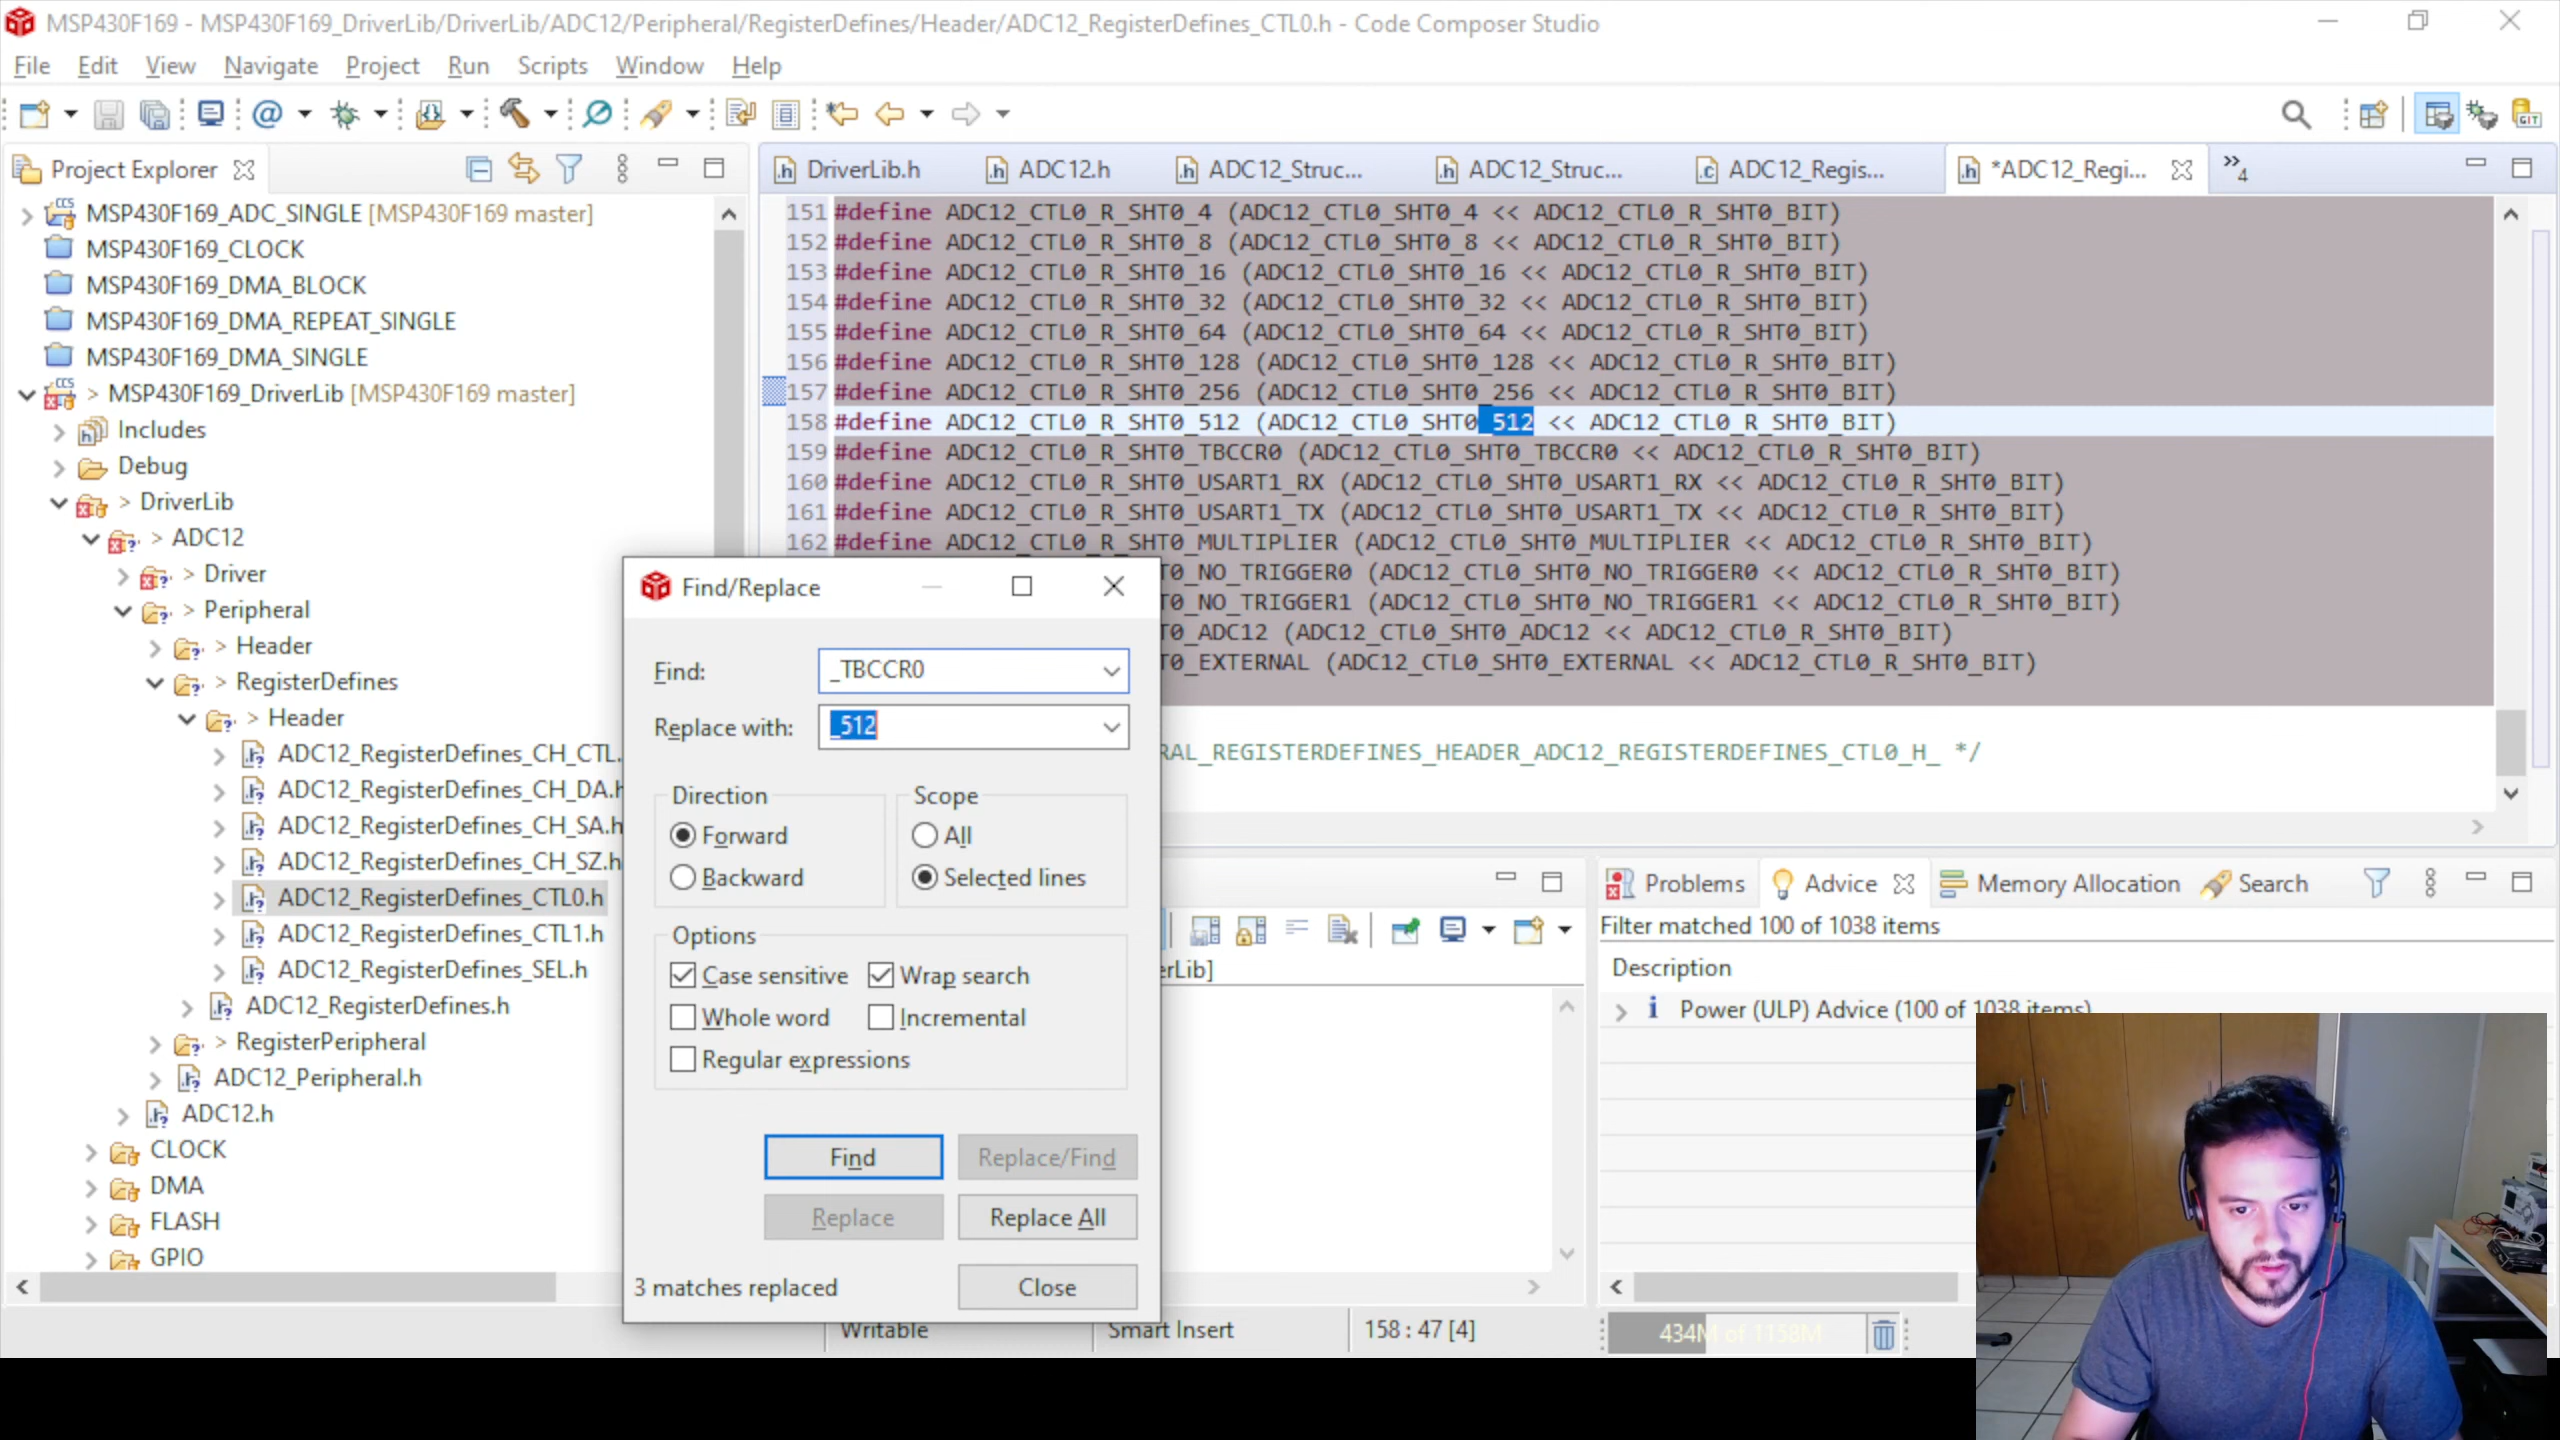 MSP430F169 - MSP430F169_DriverLib/DriverLib/ADC12/Peripheral/RegisterDefines/Header/ADC12_RegisterDefines_CTL0.h - Code Composer Studio
File Edit View Navigate Project Run Scripts Window Help
Project Explorer
DriverLib.h ADC12.h ADC12_Struc... ADC12_Struc... ADC12_Regis... *ADC12_Regi... »4
MSP430F169_ADC_SINGLE [MSP430F169 master]
MSP430F169_CLOCK
MSP430F169_DMA_BLOCK
MSP430F169_DMA_REPEAT_SINGLE
MSP430F169_DMA_SINGLE
> MSP430F169_DriverLib [MSP430F169 master]
Includes
Debug
> DriverLib
> ADC12
> Driver
> Peripheral
> Header
> RegisterDefines
> Header
ADC12_RegisterDefines_CH_CTL.
ADC12_RegisterDefines_CH_DA.h
ADC12_RegisterDefines_CH_SA.h
ADC12_RegisterDefines_CH_SZ.h
ADC12_RegisterDefines_CTL0.h
ADC12_RegisterDefines_CTL1.h
ADC12_RegisterDefines_SEL.h
ADC12_RegisterDefines.h
> RegisterPeripheral
ADC12_Peripheral.h
ADC12.h
CLOCK
DMA
FLASH
GPIO
151 #define ADC12_CTL0_R_SHT0_4 (ADC12_CTL0_SHT0_4 << ADC12_CTL0_R_SHT0_BIT)
152 #define ADC12_CTL0_R_SHT0_8 (ADC12_CTL0_SHT0_8 << ADC12_CTL0_R_SHT0_BIT)
153 #define ADC12_CTL0_R_SHT0_16 (ADC12_CTL0_SHT0_16 << ADC12_CTL0_R_SHT0_BIT)
154 #define ADC12_CTL0_R_SHT0_32 (ADC12_CTL0_SHT0_32 << ADC12_CTL0_R_SHT0_BIT)
155 #define ADC12_CTL0_R_SHT0_64 (ADC12_CTL0_SHT0_64 << ADC12_CTL0_R_SHT0_BIT)
156 #define ADC12_CTL0_R_SHT0_128 (ADC12_CTL0_SHT0_128 << ADC12_CTL0_R_SHT0_BIT)
157 #define ADC12_CTL0_R_SHT0_256 (ADC12_CTL0_SHT0_256 << ADC12_CTL0_R_SHT0_BIT)
158 #define ADC12_CTL0_R_SHT0_512 (ADC12_CTL0_SHT0_512 << ADC12_CTL0_R_SHT0_BIT)
159 #define ADC12_CTL0_R_SHT0_TBCCR0 (ADC12_CTL0_SHT0_TBCCR0 << ADC12_CTL0_R_SHT0_BIT)
160 #define ADC12_CTL0_R_SHT0_USART1_RX (ADC12_CTL0_SHT0_USART1_RX << ADC12_CTL0_R_SHT0_BIT)
161 #define ADC12_CTL0_R_SHT0_USART1_TX (ADC12_CTL0_SHT0_USART1_TX << ADC12_CTL0_R_SHT0_BIT)
162 #define ADC12_CTL0_R_SHT0_MULTIPLIER (ADC12_CTL0_SHT0_MULTIPLIER << ADC12_CTL0_R_SHT0_BIT)
T0_NO_TRIGGER0 (ADC12_CTL0_SHT0_NO_TRIGGER0 << ADC12_CTL0_R_SHT0_BIT)
T0_NO_TRIGGER1 (ADC12_CTL0_SHT0_NO_TRIGGER1 << ADC12_CTL0_R_SHT0_BIT)
T0_ADC12 (ADC12_CTL0_SHT0_ADC12 << ADC12_CTL0_R_SHT0_BIT)
T0_EXTERNAL (ADC12_CTL0_SHT0_EXTERNAL << ADC12_CTL0_R_SHT0_BIT)
RAL_REGISTERDEFINES_HEADER_ADC12_REGISTERDEFINES_CTL0_H_ */
Find/Replace
Find: _TBCCR0
Replace with: _512
Direction
Forward
Backward
Scope
All
Selected lines
Options
Case sensitive Wrap search
Whole word Incremental
Regular expressions
Find Replace/Find
Replace Replace All
3 matches replaced Close
erLib]
Problems Advice Memory Allocation Search
Filter matched 100 of 1038 items
Description
i Power (ULP) Advice (100 of 1038 items)
Writable Smart Insert 158 : 47 [4] 434M of 1158M
GIT